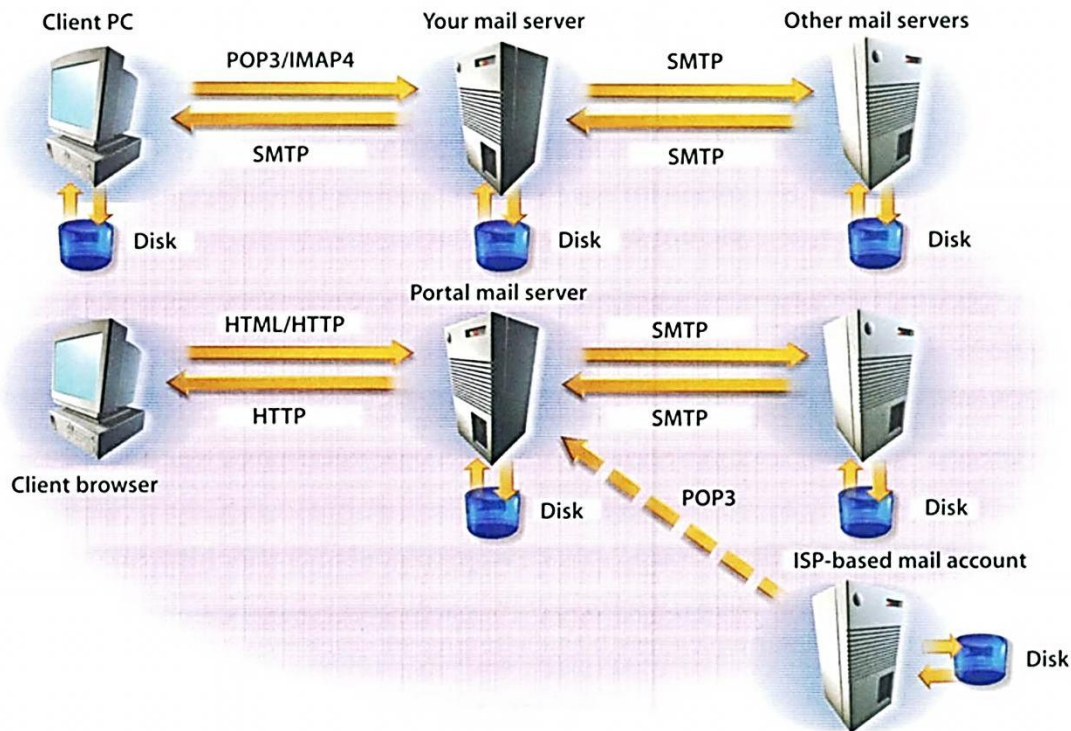 Client PC
Your mail server
Other mail servers
POP3/IMAP4
SMTP
SMTP
SMTP
Disk
Disk
Disk
Portal mail server
HTML/HTTP
SMTP
HTTP
SMTP
Client browser
POP3
Disk
Disk
ISP-based mail account
Disk